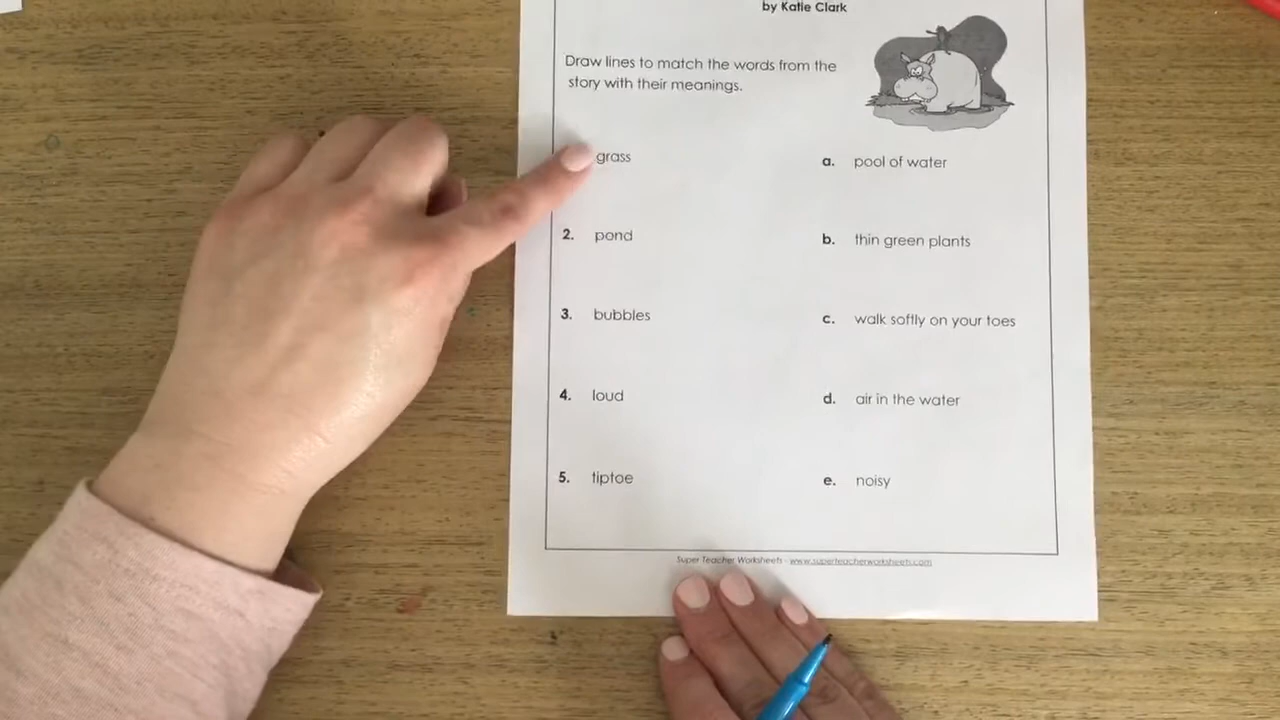 by Katie Clark
Draw lines to match the words from the
story with their meanings.
grass
a. pool of water
2. pond
b. thin green plants
3. bubbles
c. walk softly on your toes
4. loud
d. air in the water
5. tiptoe
e. noisy
Super Teacher Worksheets - www.superteacherworksheets.com